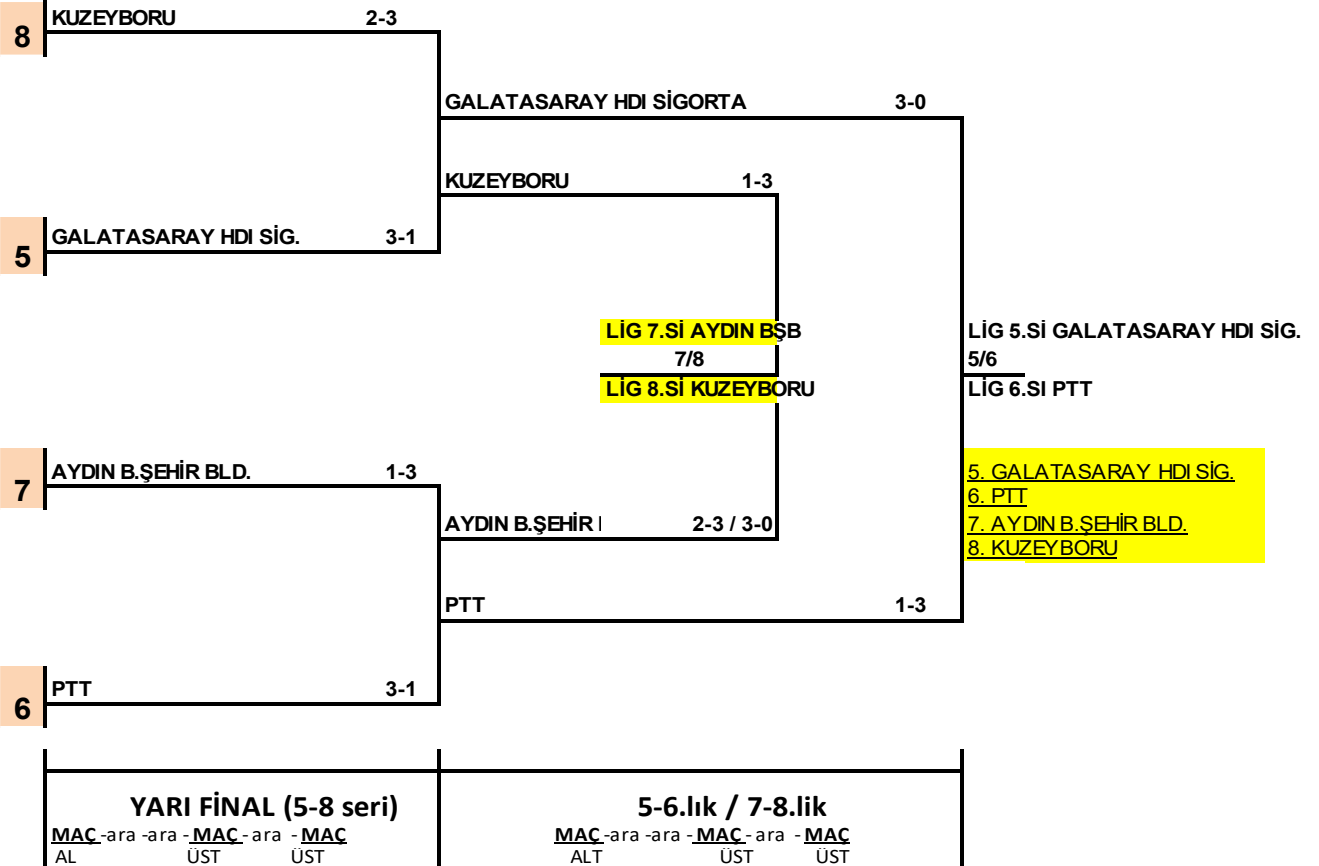 KUZEYBORU 2-3
8
GALATASARAY HDI SİGORTA 3-0
KUZEYBORU 1-3
GALATASARAY HDI SİG. 3-1
5
LİG 7.Sİ AYDIN BŞB
7/8
LİG 8.Sİ KUZEYBORU
LİG 5.Sİ GALATASARAY HDI SİG.
5/6
LİG 6.SI PTT
AYDIN B.ŞEHİR BLD. 1-3
7
AYDIN B.ŞEHİR 2-3 / 3-0
5. GALATASARAY HDI SİG.
6. PTT
7. AYDIN B.ŞEHİR BLD.
8. KUZEYBORU
PTT 1-3
PTT 3-1
6
YARI FİNAL (5-8 seri)
MAÇ -ara -ara - MAÇ - ara - MAÇ
AL ÜST ÜST
5-6.lık / 7-8.lik
MAÇ -ara -ara - MAÇ - ara - MAÇ
ALT ÜST ÜST